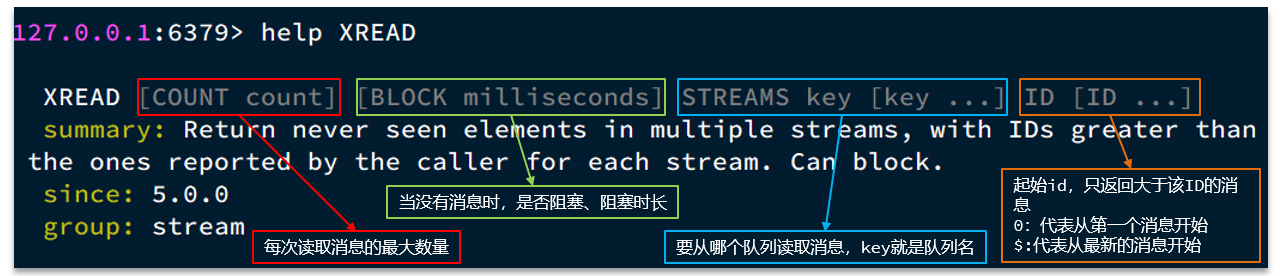 127.0.0.1:6379> help XREAD
XREAD [COUNT count] [BLOCK milliseconds] STREAMS key [key ...] ID [ID ...]
summary: Return never seen elements in multiple streams, with IDs greater than
the ones reported by the caller for each stream. Can block.
since: 5.0.0
group: stream
当没有消息时，是否阻塞、阻塞时长
每次读取消息的最大数量
要从哪个队列读取消息，key就是队列名
起始id，只返回大于该ID的消
息
0：代表从第一个消息开始
$:代表从最新的消息开始